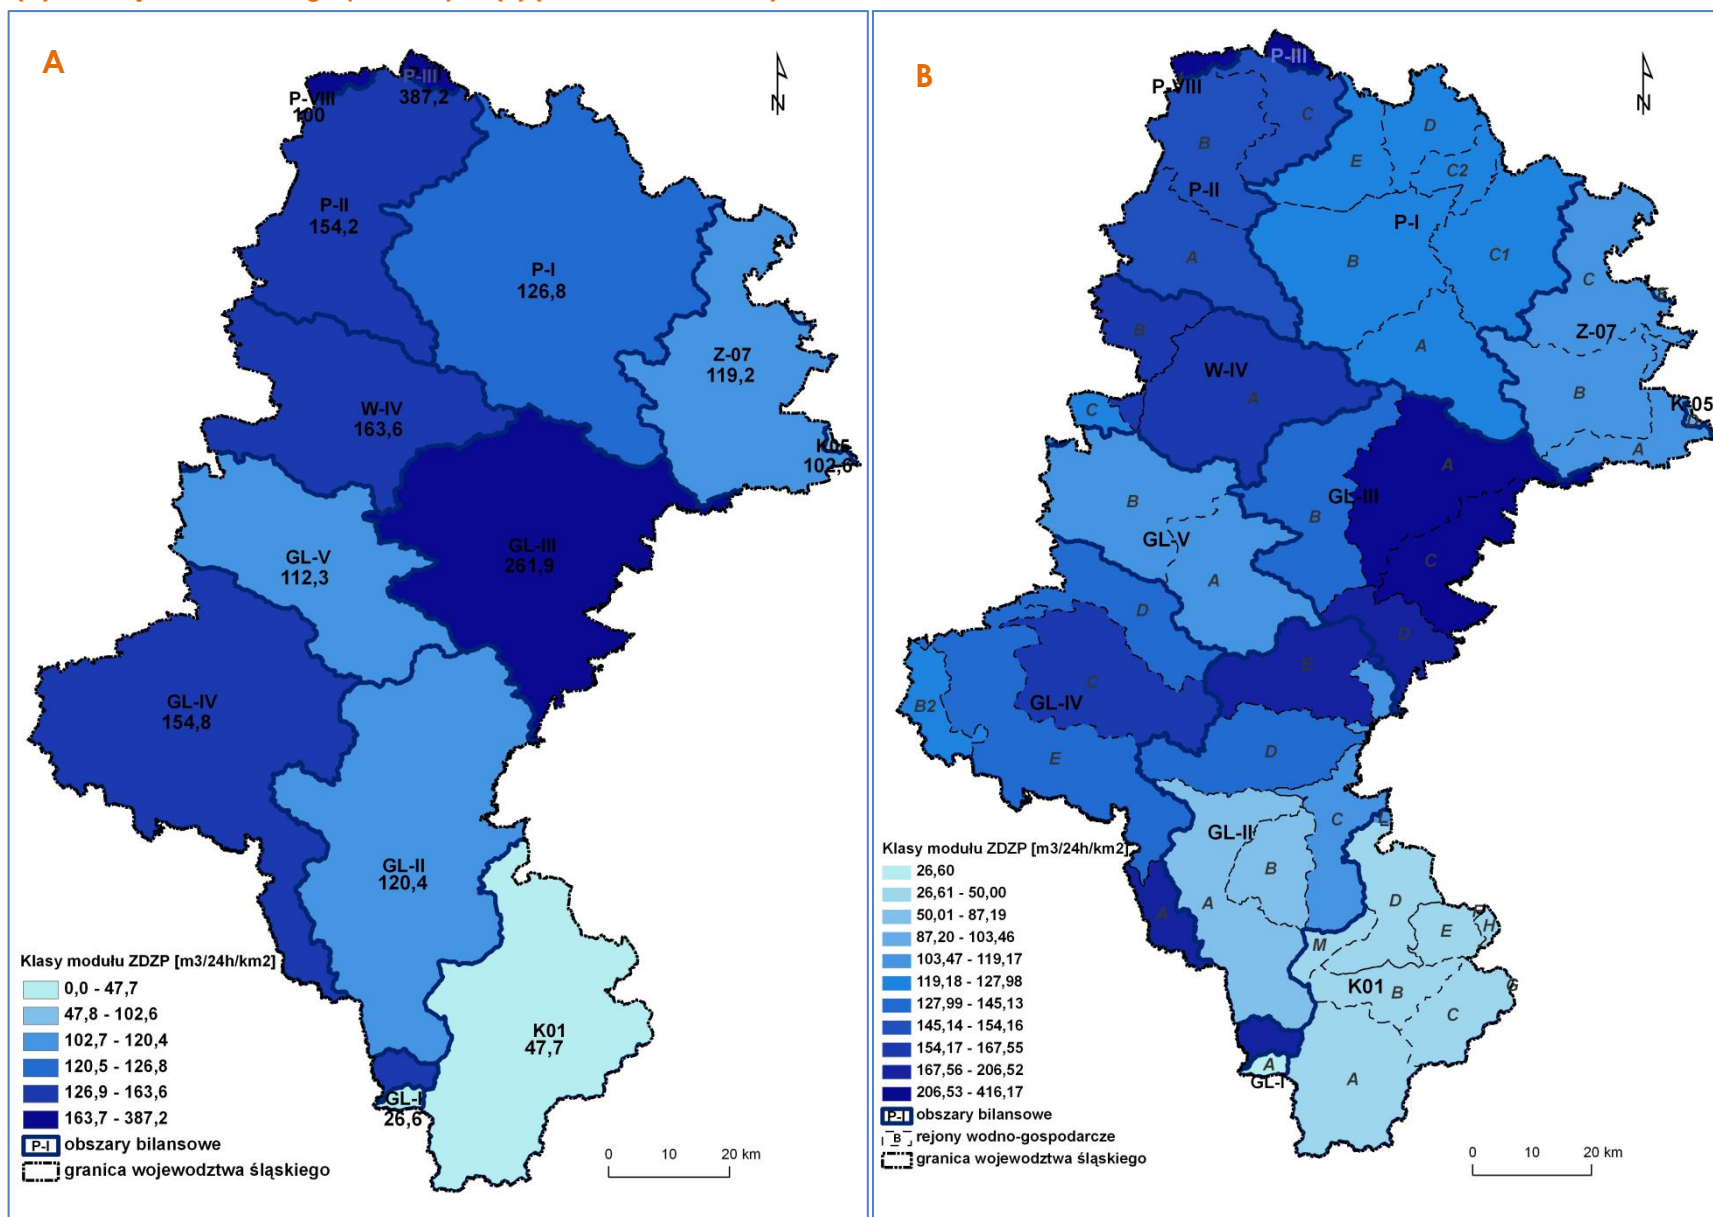 A
N
P-III
387,2
P-VIII
100
P-II
154,2
P-I
126,8
Z-07
119,2
W-IV
163,6
K05
102,6
GL-V
112,3
GL-III
261,9
GL-IV
154,8
GL-II
120,4
K01
47,7
GL-I
26,6
Klasy modułu ZDZP [m3/24h/km2]
0,0 - 47,7
47,8 - 102,6
102,7 - 120,4
120,5 - 126,8
126,9 - 163,6
163,7 - 387,2
P-I obszary bilansowe
granica wojewodztwa śląskiego
0 10 20 km
B
N
P-III
P-VIII
C
D
B
E
C2
P-II
P-I
A
B
C1
C
Z-07
B
A
W-IV
A
B
C
K-05
A
A
GL-III
B
B
GL-V
C
A
D
D
E
C
B2
GL-IV
D
E
C
L
GL-II
B
A
A
D
E
H
M
K01
B
G
C
A
A
GL-I
Klasy modułu ZDZP [m3/24h/km2]
26,60
26,61 - 50,00
50,01 - 87,19
87,20 - 103,46
103,47 - 119,17
119,18 - 127,98
127,99 - 145,13
145,14 - 154,16
154,17 - 167,55
167,56 - 206,52
206,53 - 416,17
P-I obszary bilansowe
B rejony wodno-gospodarcze
granica wojewodztwa śląskiego
0 10 20 km